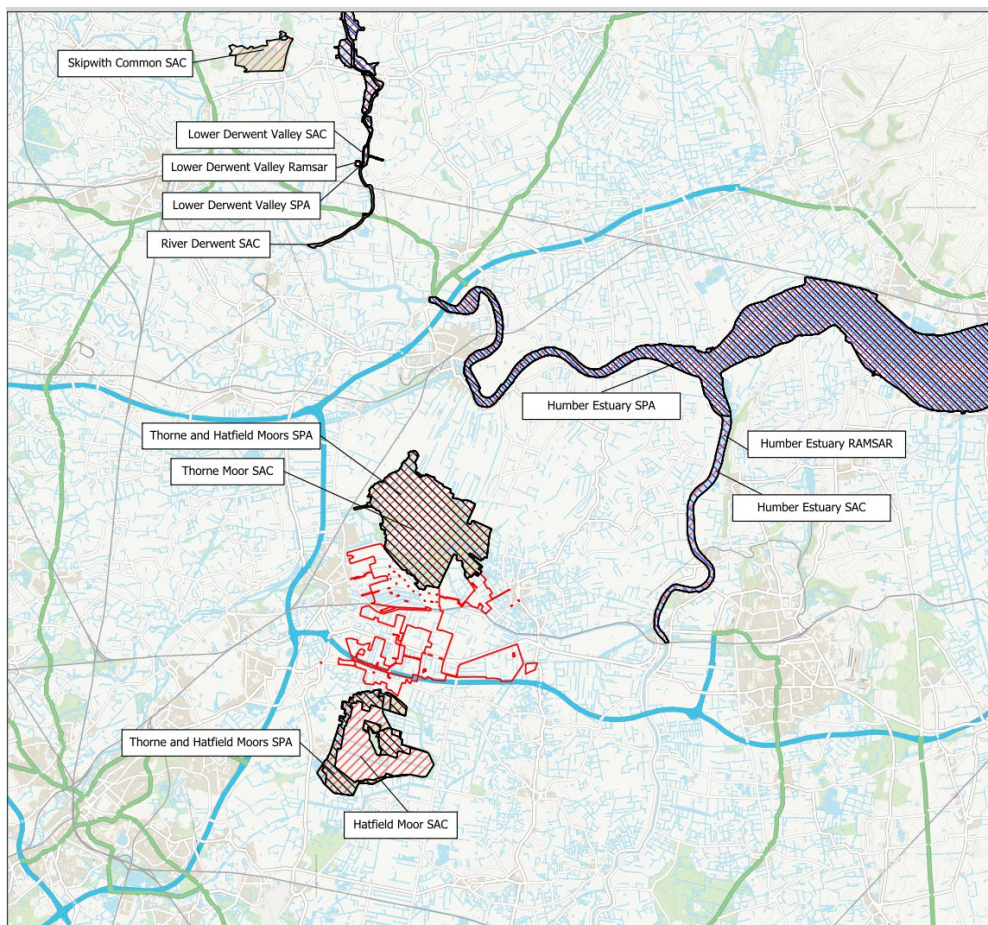 Skipwith Common SAC
Lower Derwent Valley SAC
Lower Derwent Valley Ramsar
Lower Derwent Valley SPA
River Derwent SAC
Humber Estuary SPA
Thorne and Hatfield Moors SPA
Humber Estuary RAMSAR
Thorne Moor SAC
Humber Estuary SAC
Thorne and Hatfield Moors SPA
Hatfield Moor SAC